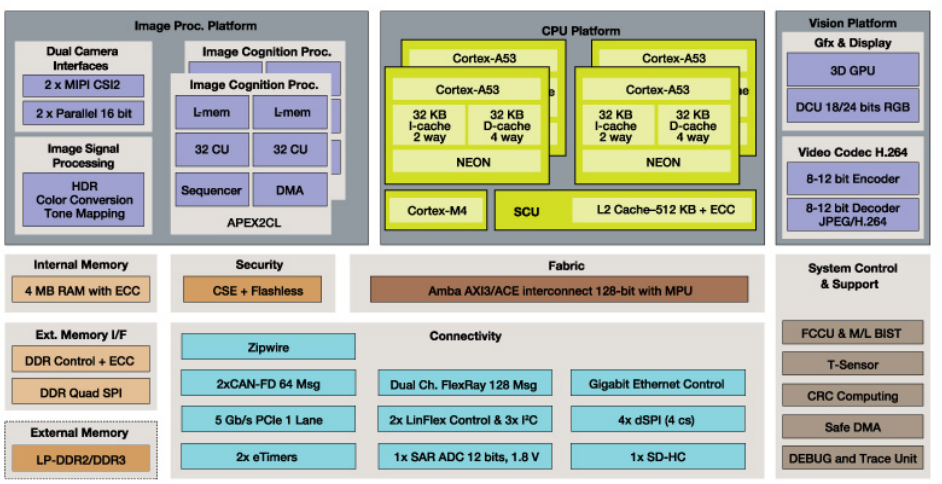 Image Proc. Platform
Dual Camera
Interfaces
2 x MIPI CSI2
2 x Parallel 16 bit
Image Signal
Processing
HDR
Color Conversion
Tone Mapping
Image Cognition Proc.
Image Cognition Proc.
L-mem
L-mem
32 CU
32 CU
Sequencer
DMA
APEX2CL
CPU Platform
Cortex-A53
Cortex-A53
32 KB
I-cache
2 way
32 KB
D-cache
4 way
NEON
Cortex-A53
Cortex-A53
32 KB
I-cache
2 way
32 KB
D-cache
4 way
NEON
Cortex-M4
SCU
L2 Cache–512 KB + ECC
Vision Platform
Gfx & Display
3D GPU
DCU 18/24 bits RGB
Video Codec H.264
8-12 bit Encoder
8-12 bit Decoder
JPEG/H.264
Internal Memory
4 MB RAM with ECC
Security
CSE + Flashless
Fabric
Amba AXI3/ACE interconnect 128-bit with MPU
System Control
& Support
FCCU & M/L BIST
T-Sensor
CRC Computing
Safe DMA
DEBUG and Trace Unit
Ext. Memory I/F
DDR Control + ECC
DDR Quad SPI
External Memory
LP-DDR2/DDR3
Connectivity
Zipwire
2xCAN-FD 64 Msg
Dual Ch. FlexRay 128 Msg
Gigabit Ethernet Control
5 Gb/s PCIe 1 Lane
2x LinFlex Control & 3x I²C
4x dSPI (4 cs)
2x eTimers
1x SAR ADC 12 bits, 1.8 V
1x SD-HC